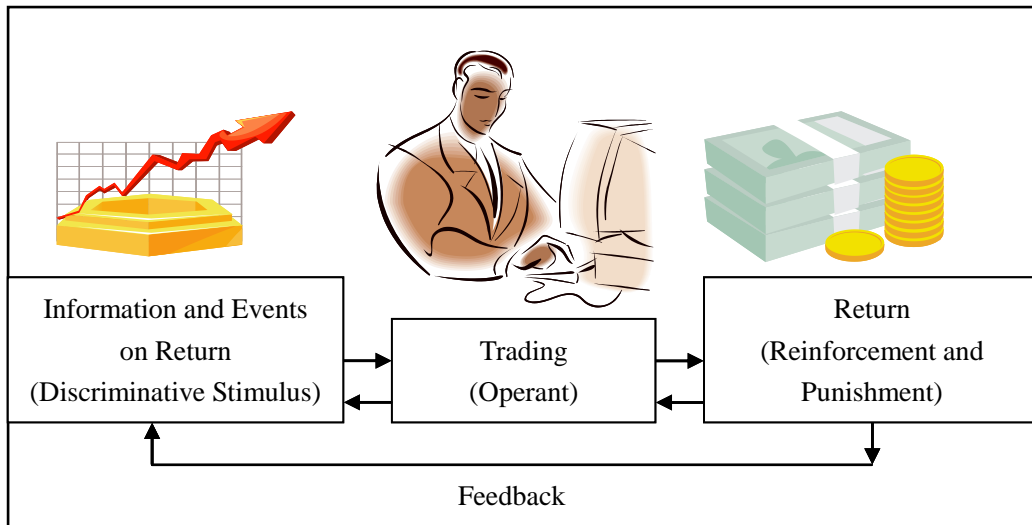 Information and Events
on Return
(Discriminative Stimulus)
Trading
(Operant)
Return
(Reinforcement and
Punishment)
Feedback